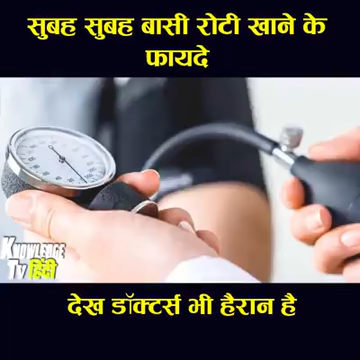 सुबह सुबह बासी रोटी खाने के
फायदे
KNOWLEDGE
TV हिंदी
देख डॉक्टर्स भी हैरान है